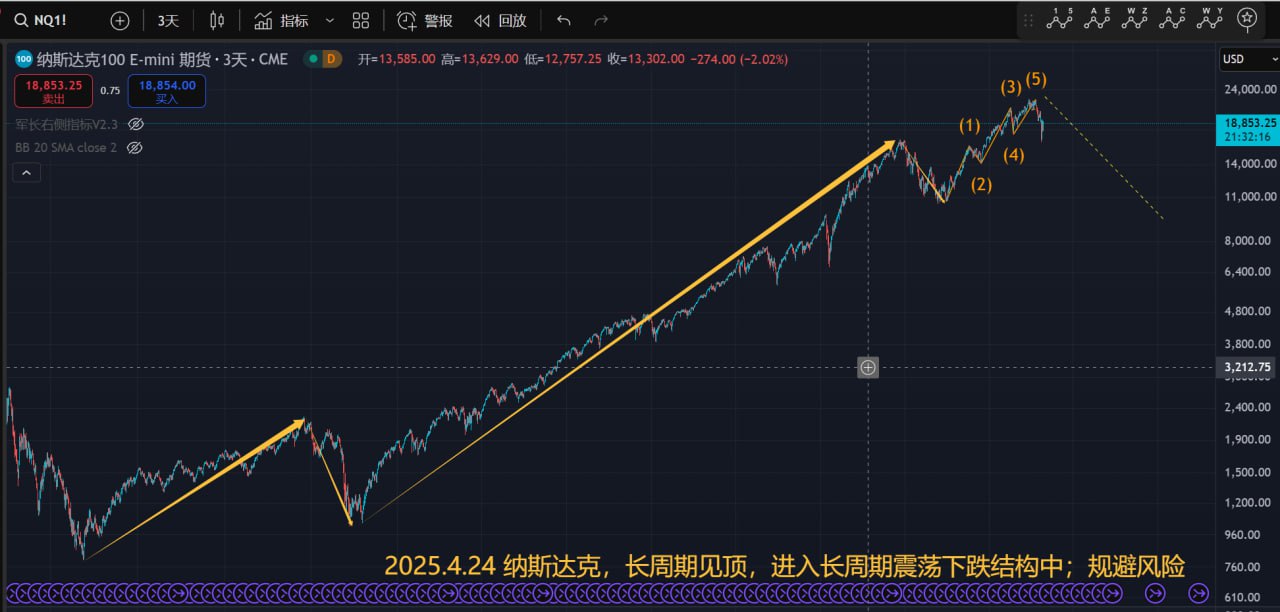 NQ1!
3天
指标
警报
回放
1 5
A E
W Z
A C
W Y
100 纳斯达克100 E-mini 期货 · 3天 · CME D 开=13,585.00 高=13,629.00 低=12,757.25 收=13,302.00 −274.00 (−2.02%)
USD
18,853.25
卖出
0.75
18,854.00
买入
军长右侧指标V2.3
BB 20 SMA close 2
(1)
(2)
(3)
(4)
(5)
24,000.00
18,853.25
21:32:16
14,000.00
11,000.00
8,000.00
6,400.00
4,800.00
3,800.00
3,212.75
2,400.00
1,900.00
1,500.00
1,200.00
960.00
760.00
610.00
2025.4.24 纳斯达克，长周期见顶，进入长周期震荡下跌结构中；规避风险